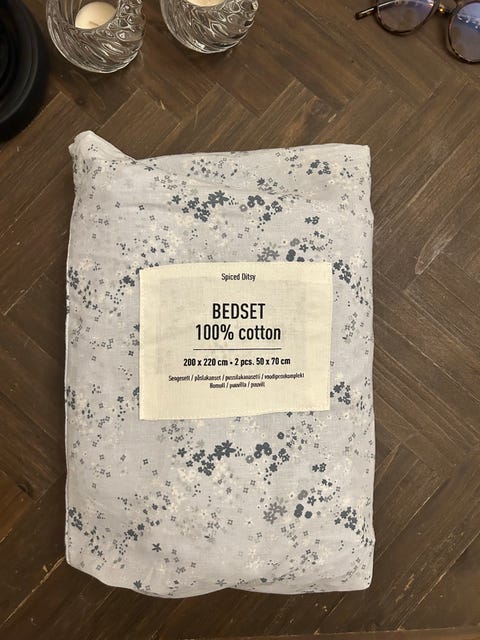 Spiced Ditsy
BEDSET
100% cotton
200 x 220 cm - 2 pcs. 50 x 70 cm
Sengesett / påslakanset / pussilakanasetti / voodipesukomplekt
Bomull / puuvilla / puuvill